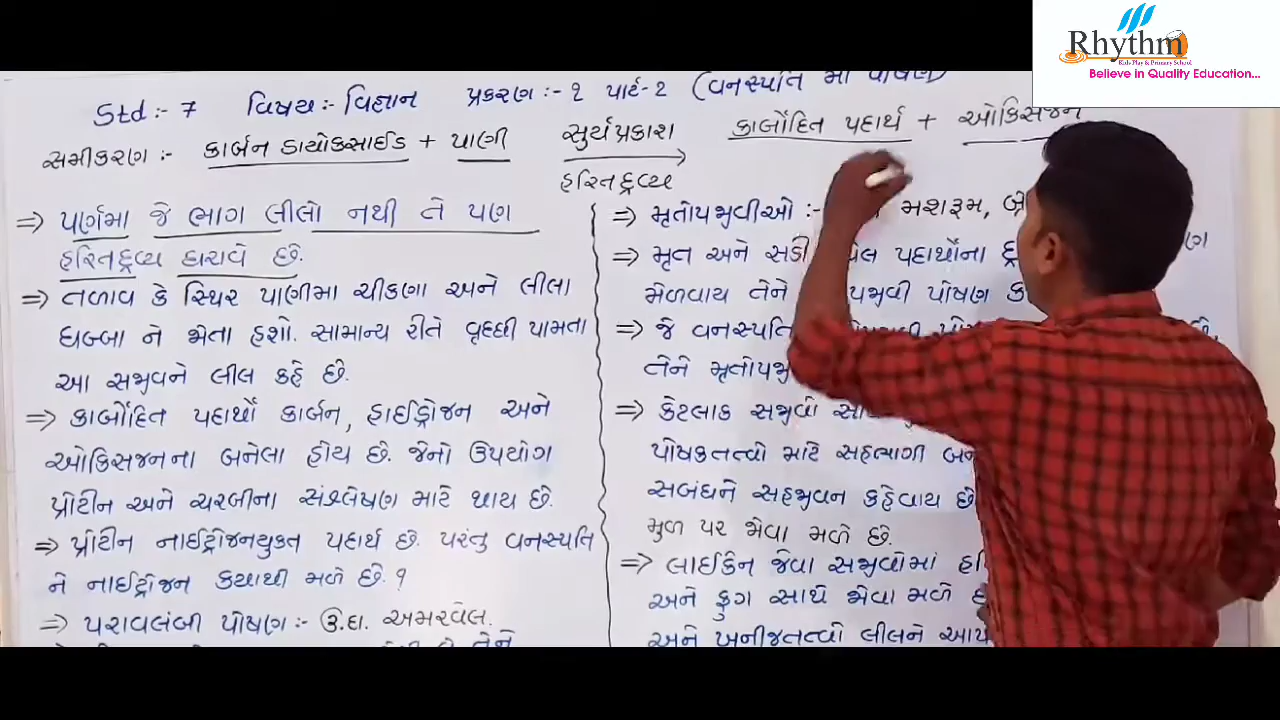 Rhythm
Kids Play & Primary School
Believe in Quality Education...
Std :- 7 વિષય :- વિજ્ઞાન પ્રકરણ :- ૧ પાર્ટ-૨ (વનસ્પતિ માં પોષણ)
સમીકરણ :- કાર્બન ડાયોક્સાઈડ + પાણી સુર્યપ્રકાશ કાર્બોદિત પદાર્થ + ઓક્સિજન
હરિતદ્રવ્ય
⇒ પર્ણમા જે ભાગ લીલો નથી તે પણ
હરિતદ્રવ્ય ધરાવે છે.
⇒ તળાવ કે સ્થિર પાણીમા ચીકણા અને લીલા
ધબ્બા ને જોતા હશો. સામાન્ય રીતે વૃદ્ધી પામતા
આ સજીવને લીલ કહે છે.
⇒ કાર્બોદિત પદાર્થો કાર્બન, હાઈડ્રોજન અને
ઓક્સિજનના બનેલા હોય છે. જેનો ઉપયોગ
પ્રોટીન અને ચરબીના સંશ્લેષણ માટે થાય છે.
⇒ પ્રોટીન નાઈટ્રોજનયુક્ત પદાર્થ છે. પરંતુ વનસ્પતિ
ને નાઈટ્રોજન કયાથી મળે છે. ?
⇒ પરાવલંબી પોષણ :- ઉ.દા. અમરવેલ.
તેને
⇒ મૃતોપજીવીઓ :- મશરૂમ,
⇒ મૃત અને સડી પદાર્થોના
મેળવાય તેને પોષણ
⇒ જે વનસ્પતિ
તેને
⇒ કેટલાક સજીવો
પોષકતત્વો માટે સહભાગી
સબંધને સહજીવન કહેવાય છે
મુળ પર જોવા મળે છે.
⇒ લાઈકેન જેવા સજીવોમાં
અને ફુગ સાથે જોવા મળે
અને ખનીજતત્વો લીલને